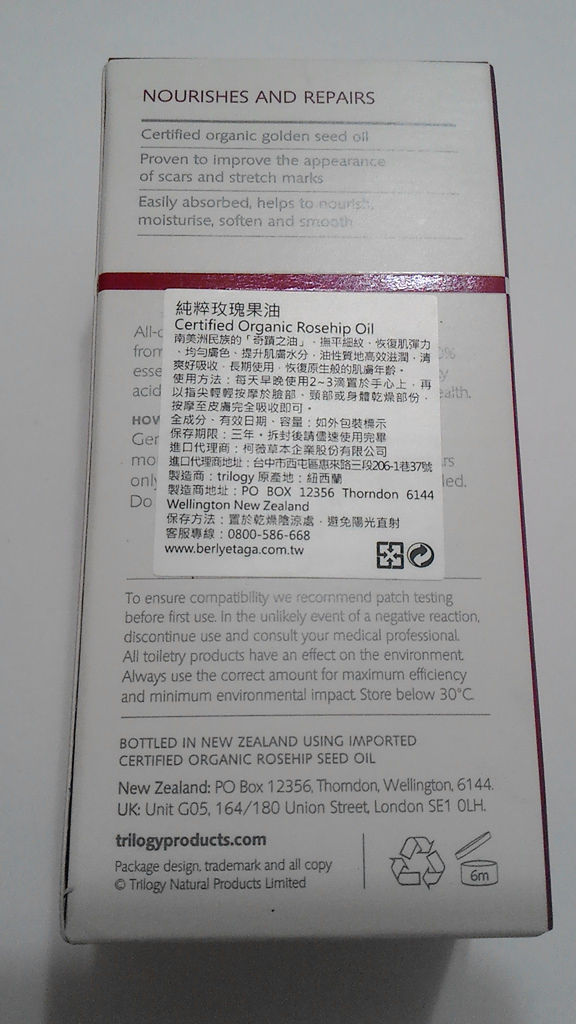 NOURISHES AND REPAIRS
Certified organic golden seed oil
Proven to improve the appearance
of scars and stretch marks
Easily absorbed, helps to nourish,
moisturise, soften and smooth
純粹玫瑰果油
Certified Organic Rosehip Oil
南美洲民族的「奇蹟之油」、撫平細紋、恢復肌彈力
、均勻膚色、提升肌膚水分、油性質地高效滋潤,清
爽好吸收,長期使用,恢復原生般的肌膚年齡。
使用方法:每天早晚使用2~3滴置於手心上,再
以指尖輕輕按摩於臉部、頸部或身體乾燥部份,
按摩至皮膚完全吸收即可。
全成分、有效日期、容量:如外包裝標示
保存期限:三年。拆封後請儘速使用完畢
進口代理商:柯薇草本企業股份有限公司
進口代理商地址:台中市西屯區惠來路三段206-1巷37號
製造商:trilogy 原產地:紐西蘭
製造商地址:PO BOX 12356 Thorndon 6144
Wellington New Zealand
保存方法:置於乾燥陰涼處,避免陽光直射
客服專線:0800-586-668
www.berlyetaga.com.tw
All-
from
0%
esse
acid
ealth.
HOW
Ger
mo
rs
only
led.
Do
To ensure compatibility we recommend patch testing
before first use. In the unlikely event of a negative reaction,
discontinue use and consult your medical professional.
All toiletry products have an effect on the environment.
Always use the correct amount for maximum efficiency
and minimum environmental impact. Store below 30°C.
BOTTLED IN NEW ZEALAND USING IMPORTED
CERTIFIED ORGANIC ROSEHIP SEED OIL
New Zealand: PO Box 12356, Thorndon, Wellington, 6144.
UK: Unit G05, 164/180 Union Street, London SE1 0LH.
trilogyproducts.com
Package design, trademark and all copy
© Trilogy Natural Products Limited
6m